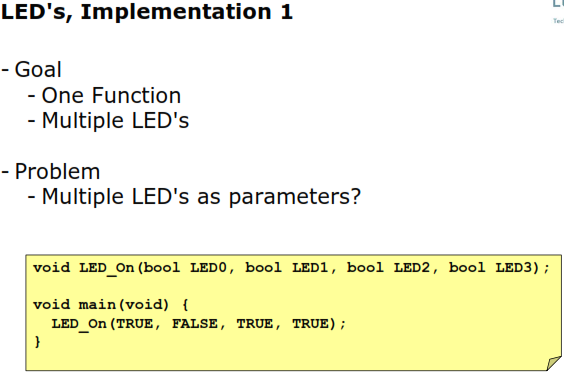 LED's, Implementation 1
- Goal
- One Function
- Multiple LED's
- Problem
- Multiple LED's as parameters?
void LED_On(bool LED0, bool LED1, bool LED2, bool LED3);
void main(void) {
LED_On(TRUE, FALSE, TRUE, TRUE);
}